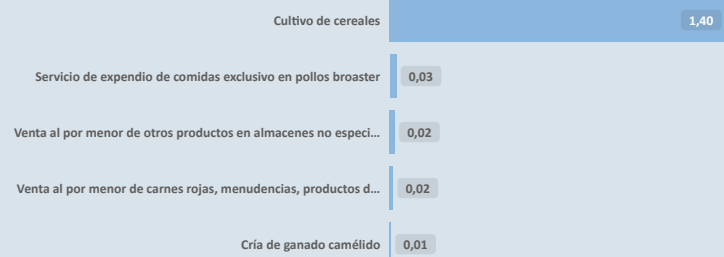 Cultivo de cereales 1,40
Servicio de expendio de comidas exclusivo en pollos broaster 0,03
Venta al por menor de otros productos en almacenes no especi... 0,02
Venta al por menor de carnes rojas, menudencias, productos d... 0,02
Cría de ganado camélido 0,01